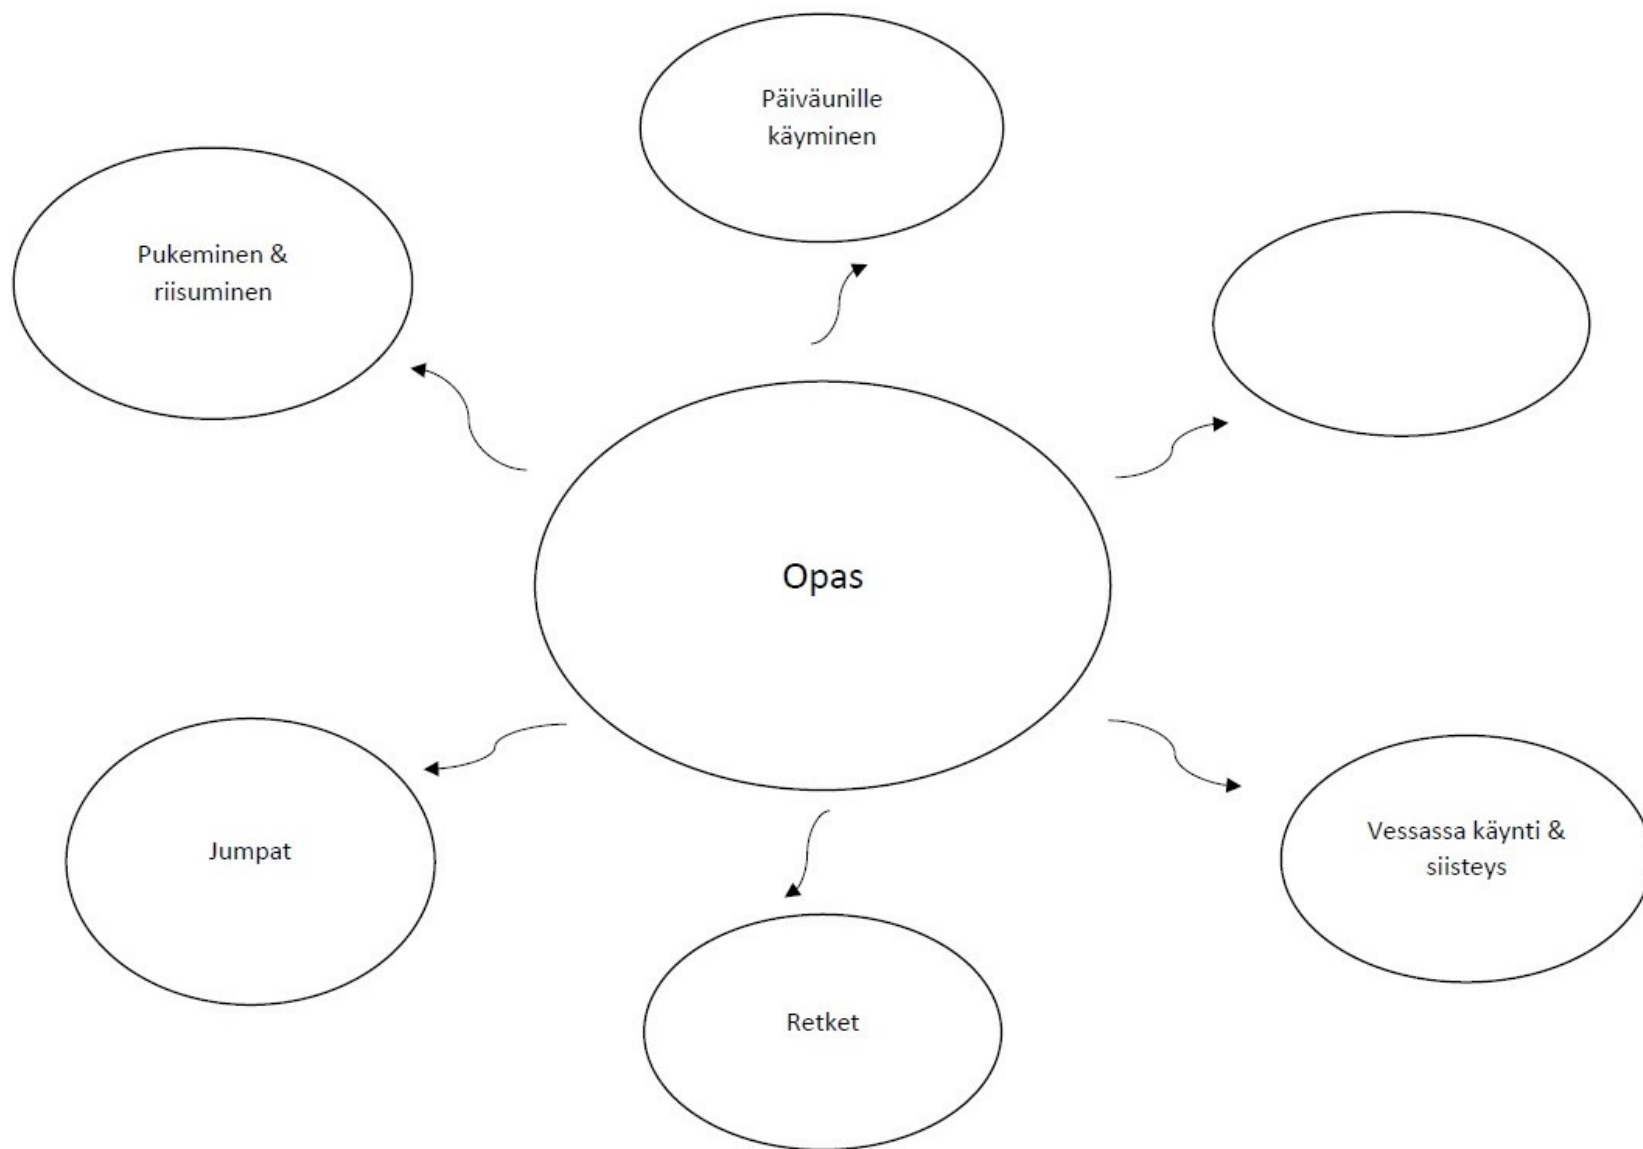 Päiväunille
käyminen
Pukeminen &
riisuminen
Opas
Jumpat
Vessassa käynti &
siisteys
Retket